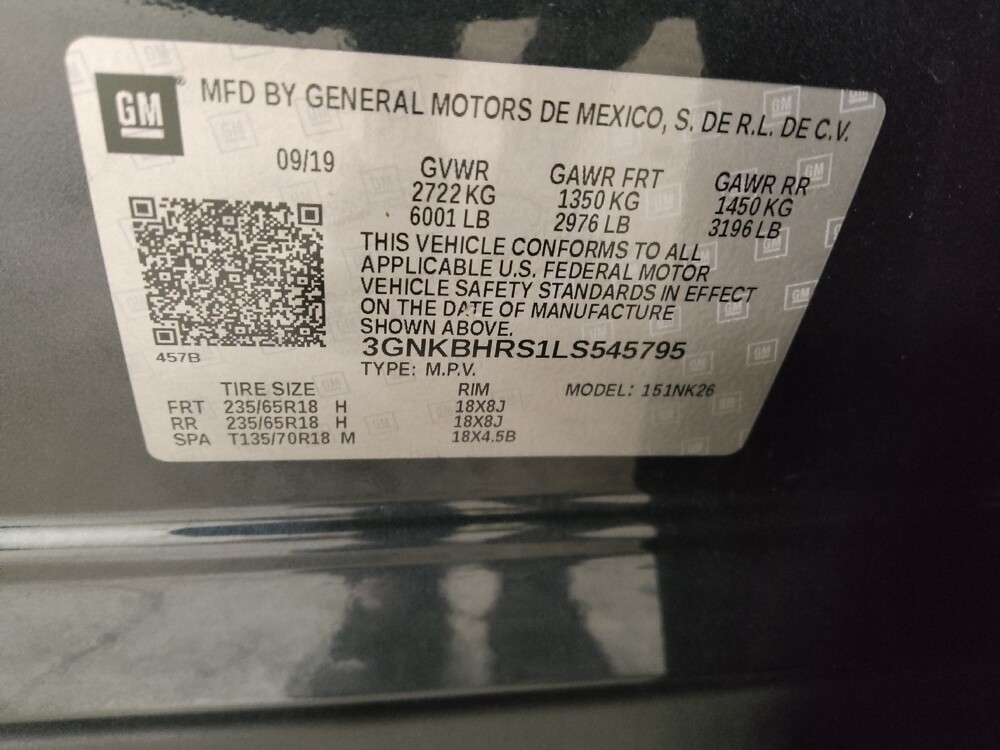 GM ® MFD BY GENERAL MOTORS DE MEXICO, S. DE R.L. DE C.V.
09/19 GVWR GAWR FRT GAWR RR
2722 KG 1350 KG 1450 KG
6001 LB 2976 LB 3196 LB
THIS VEHICLE CONFORMS TO ALL
APPLICABLE U.S. FEDERAL MOTOR
VEHICLE SAFETY STANDARDS IN EFFECT
ON THE DATE OF MANUFACTURE
SHOWN ABOVE.
3GNKBHRS1LS545795
457B
TYPE: M.P.V.
TIRE SIZE RIM MODEL: 151NK26
FRT 235/65R18 H 18X8J
RR 235/65R18 H 18X8J
SPA T135/70R18 M 18X4.5B